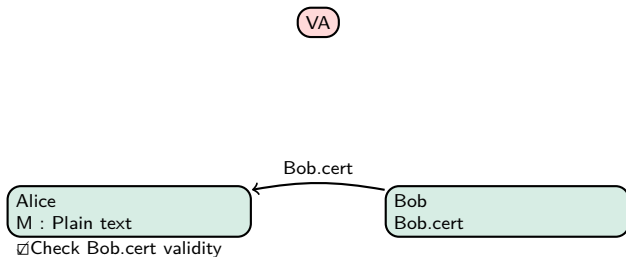 VA
Bob.cert
Alice
M : Plain text
Bob
Bob.cert
☑Check Bob.cert validity